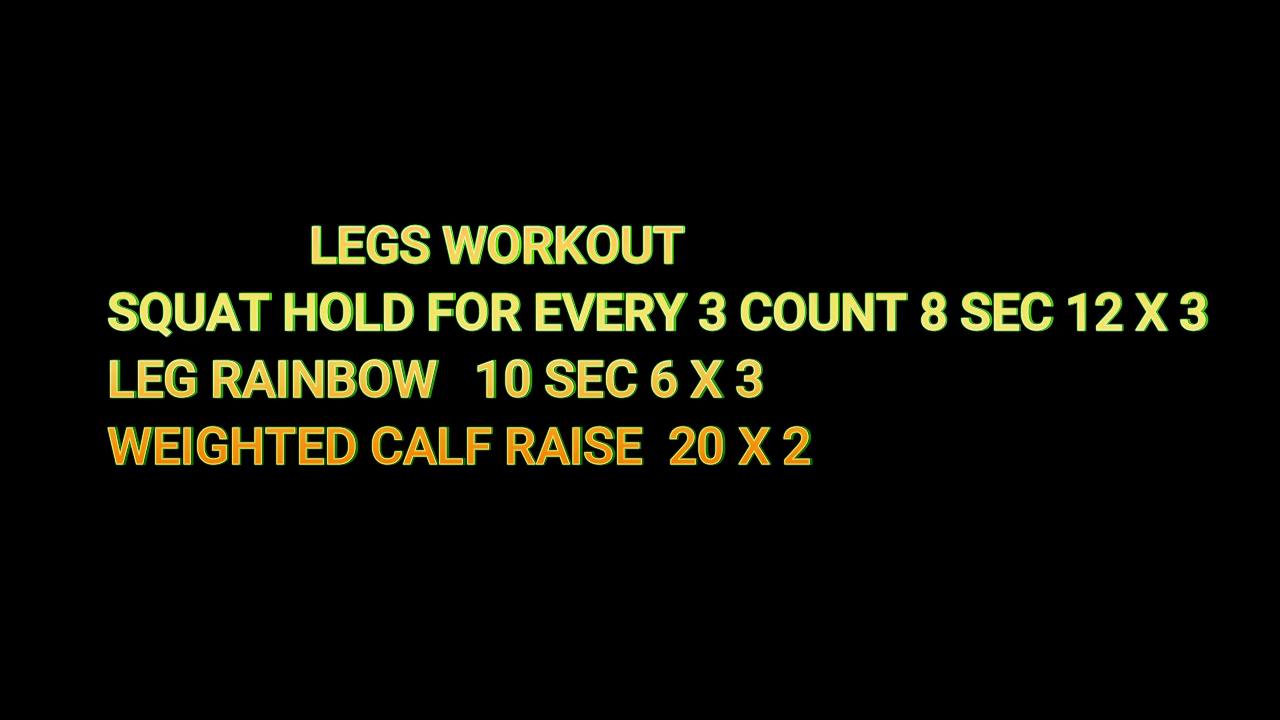 LEGS WORKOUT
SQUAT HOLD FOR EVERY 3 COUNT 8 SEC 12 X 3
LEG RAINBOW 10 SEC 6 X 3
WEIGHTED CALF RAISE 20 X 2